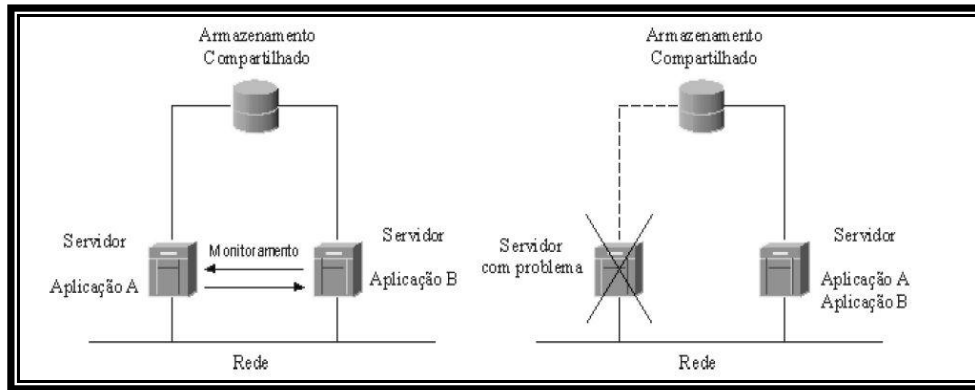 Armazenamento
Compartilhado
Servidor
Aplicação A
Monitoramento
Servidor
Aplicação B
Rede
Armazenamento
Compartilhado
Servidor
com problema
Servidor
Aplicação A
Aplicação B
Rede